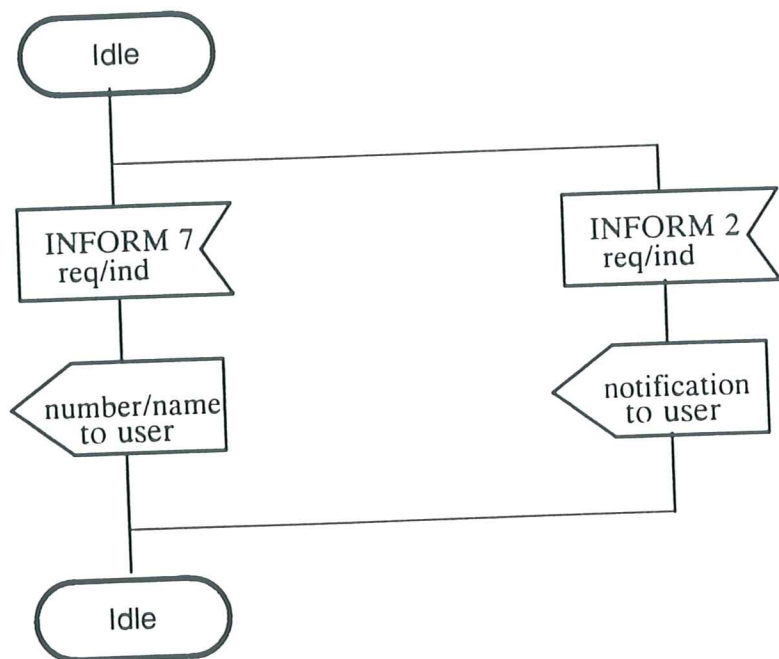 Idle
INFORM 7
req/ind
INFORM 2
req/ind
number/name
to user
notification
to user
Idle